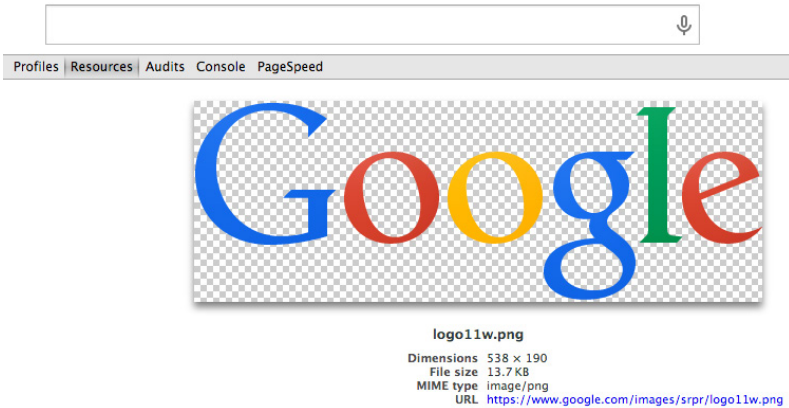 Profiles Resources Audits Console PageSpeed
Google
logo11w.png
Dimensions 538 × 190
File size 13.7 KB
MIME type image/png
URL https://www.google.com/images/srpr/logo11w.png